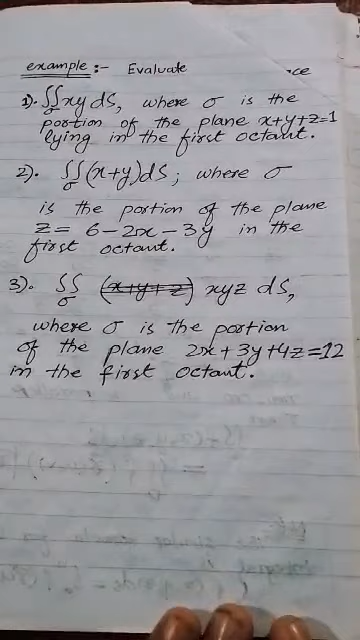 example :- Evaluate
1). ∬σ xy dS, where σ is the
portion of the plane x+y+z=1
lying in the first octant.
2). ∬σ (x+y)dS; where σ
is the portion of the plane
z = 6-2x-3y in the
first octant.
3). ∬σ (x+y+z) xyz dS,
where σ is the portion
of the plane 2x+3y+4z=12
in the first octant.